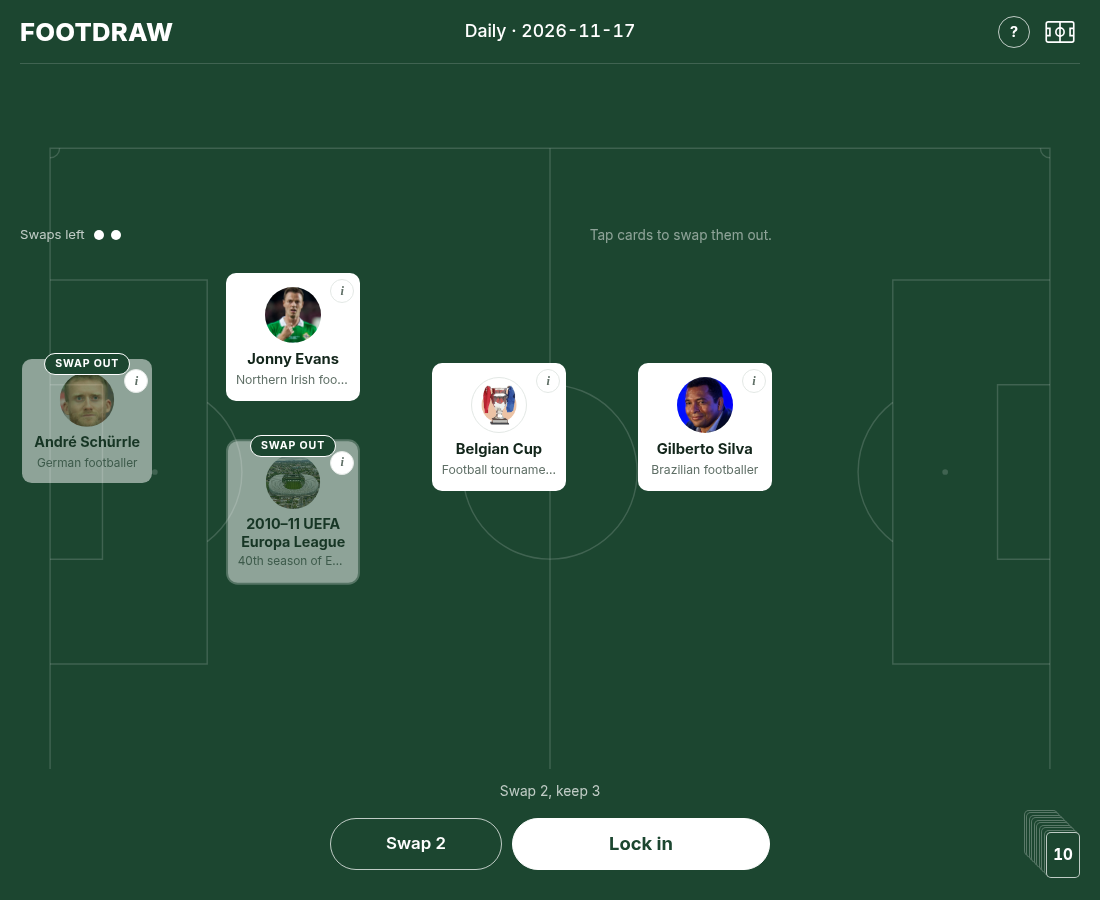 FOOTDRAW
Daily · 2026-11-17
?
Swaps left
Tap cards to swap them out.
i
Jonny Evans
Northern Irish foo...
SWAP OUT
i
André Schürrle
German footballer
i
Belgian Cup
Football tourname...
i
Gilberto Silva
Brazilian footballer
SWAP OUT
i
2010–11 UEFA
Europa League
40th season of E...
Swap 2, keep 3
Swap 2
Lock in
10